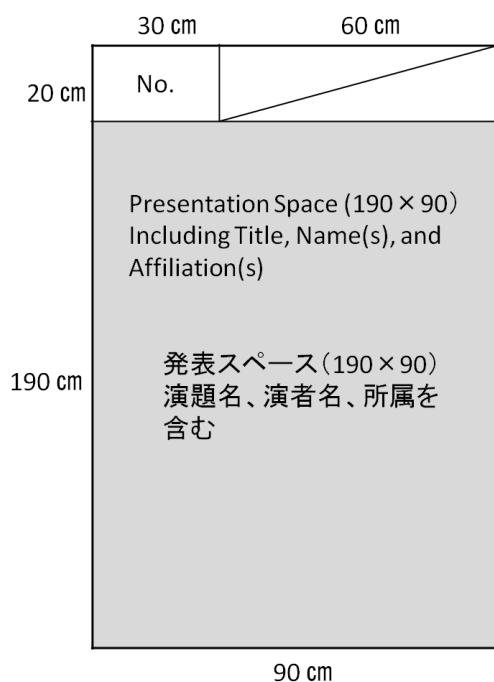 30 cm
60 cm
20 cm
No.
Presentation Space (190×90)
Including Title, Name(s), and
Affiliation(s)
発表スペース(190×90)
演題名、演者名、所属を
含む
190 cm
90 cm